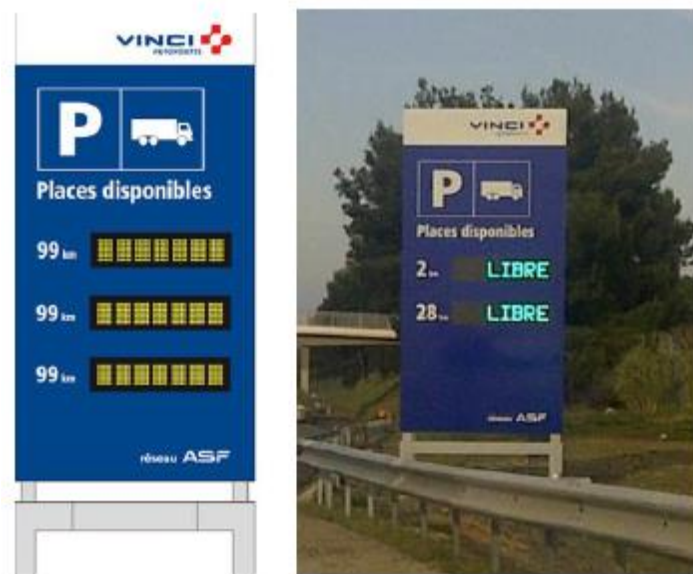 VINCI
AUTOROUTES
P
Places disponibles
99 km
99 km
99 km
réseau ASF
VINCI
P
Places disponibles
2 km LIBRE
28 km LIBRE
réseau ASF